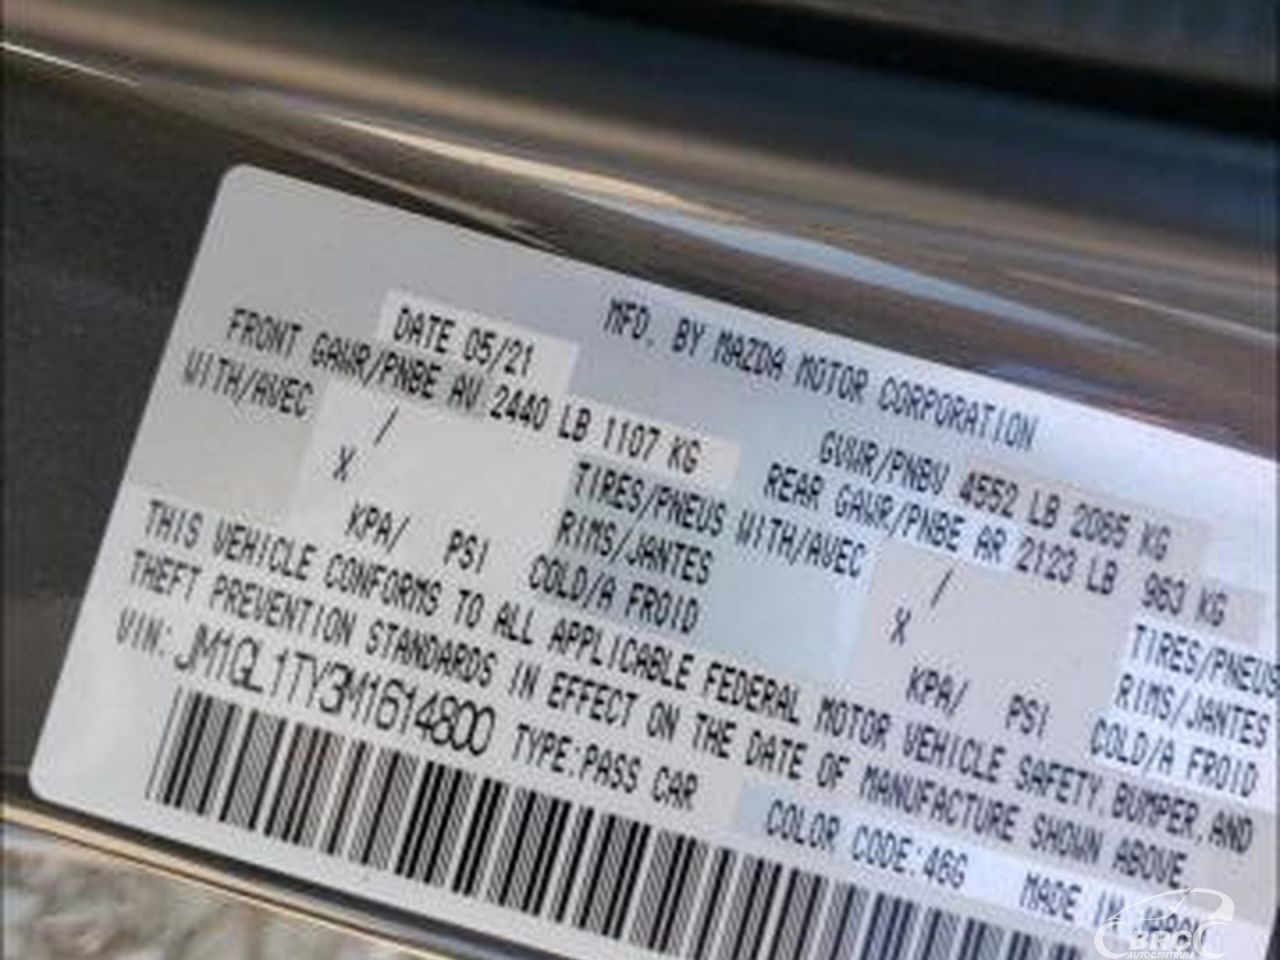 MFD. BY MAZDA MOTOR CORPORATION
DATE 05/21
GVWR/PNBV 4552 LB 2065 KG
FRONT GAWR/PNBE AV 2440 LB 1107 KG
REAR GAWR/PNBE AR 2123 LB 963 KG
WITH/AVEC
/
TIRES/PNEUS WITH/AVEC
/
TIRES/PNEUS
X
RIMS/JANTES
X
RIMS/JANTES
KPA/ PSI
COLD/A FROID
KPA/ PSI
COLD/A FROID
THIS VEHICLE CONFORMS TO ALL APPLICABLE FEDERAL MOTOR VEHICLE SAFETY, BUMPER, AND
THEFT PREVENTION STANDARDS IN EFFECT ON THE DATE OF MANUFACTURE SHOWN ABOVE.
VIN: JM1GL1TY3M1614800 TYPE:PASS CAR
COLOR CODE:46G MADE IN JAPAN
BRC
AUTOCENTRUM